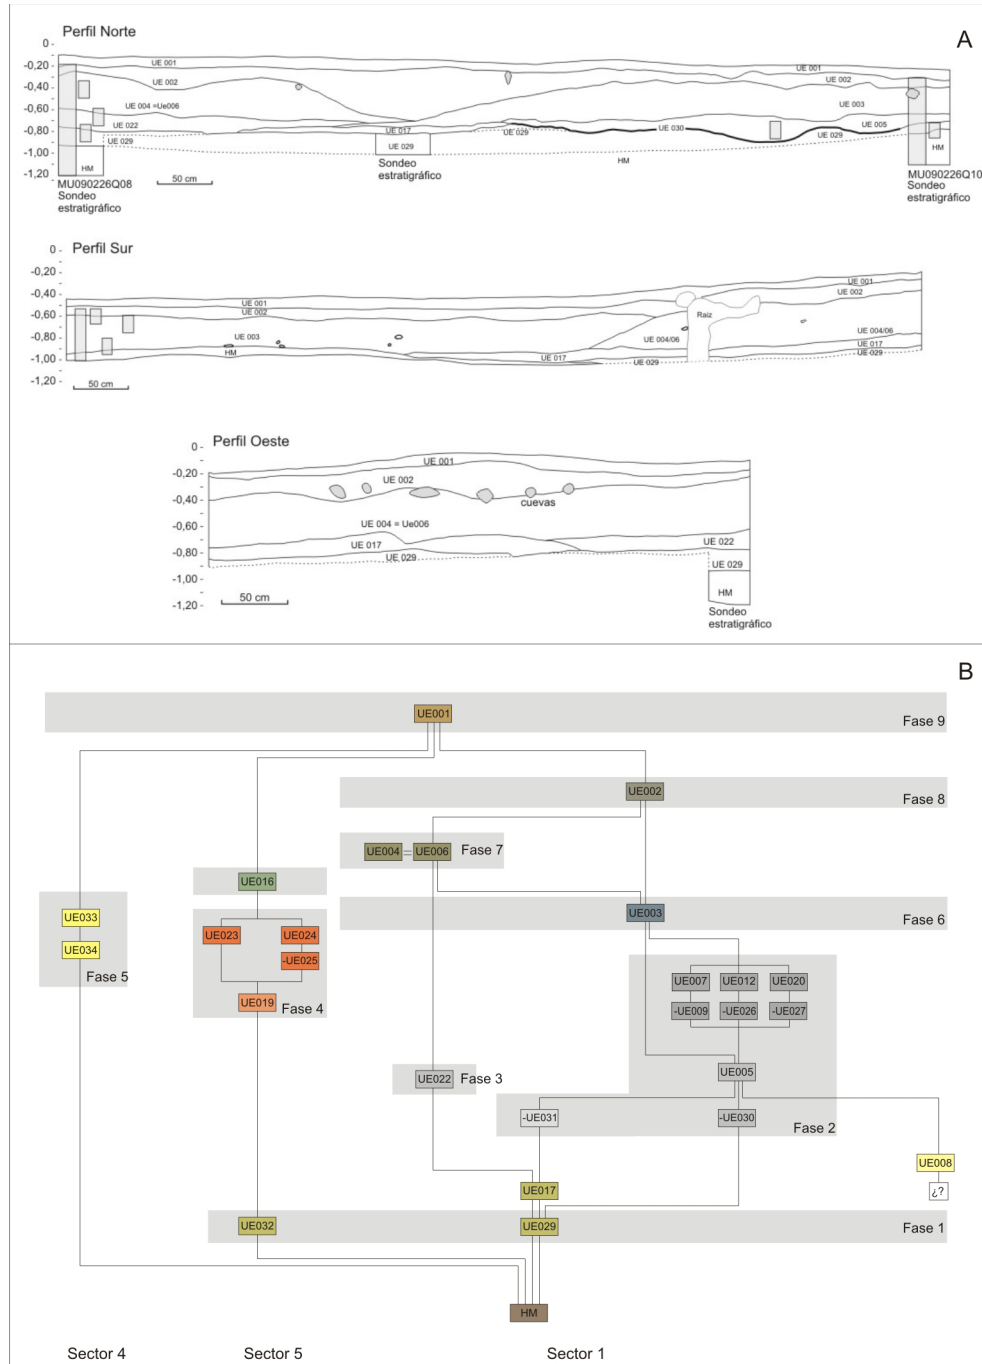 A
Perfil Norte
0
-0,20
-0,40
-0,60
-0,80
-1,00
-1,20
UE 001
UE 001
UE 002
UE 002
UE 004 =Ue006
UE 003
UE 022
UE 017
UE 029
UE 030
UE 029
UE 005
UE 029
UE 029
HM
HM
HM
MU090226Q08
Sondeo
estratigráfico
50 cm
Sondeo
estratigráfico
MU090226Q10
Sondeo
estratigráfico
Perfil Sur
0
-0,20
-0,40
-0,60
-0,80
-1,00
-1,20
UE 001
UE 002
UE 001
UE 002
Raiz
UE 003
HM
UE 004/06
UE 004/06
UE 017
UE 017
UE 029
UE 029
50 cm
Perfil Oeste
0
-0,20
-0,40
-0,60
-0,80
-1,00
-1,20
UE 001
UE 002
cuevas
UE 004 = Ue006
UE 017
UE 022
UE 029
UE 029
HM
50 cm
Sondeo
estratigráfico
B
UE001
Fase 9
UE002
Fase 8
UE004
UE006
Fase 7
UE016
UE003
Fase 6
UE033
UE034
Fase 5
UE023
UE024
-UE025
UE019
Fase 4
UE007
UE012
UE020
-UE009
-UE026
-UE027
UE022
Fase 3
UE005
-UE031
-UE030
Fase 2
UE008
¿?
UE017
UE032
UE029
Fase 1
HM
Sector 4
Sector 5
Sector 1